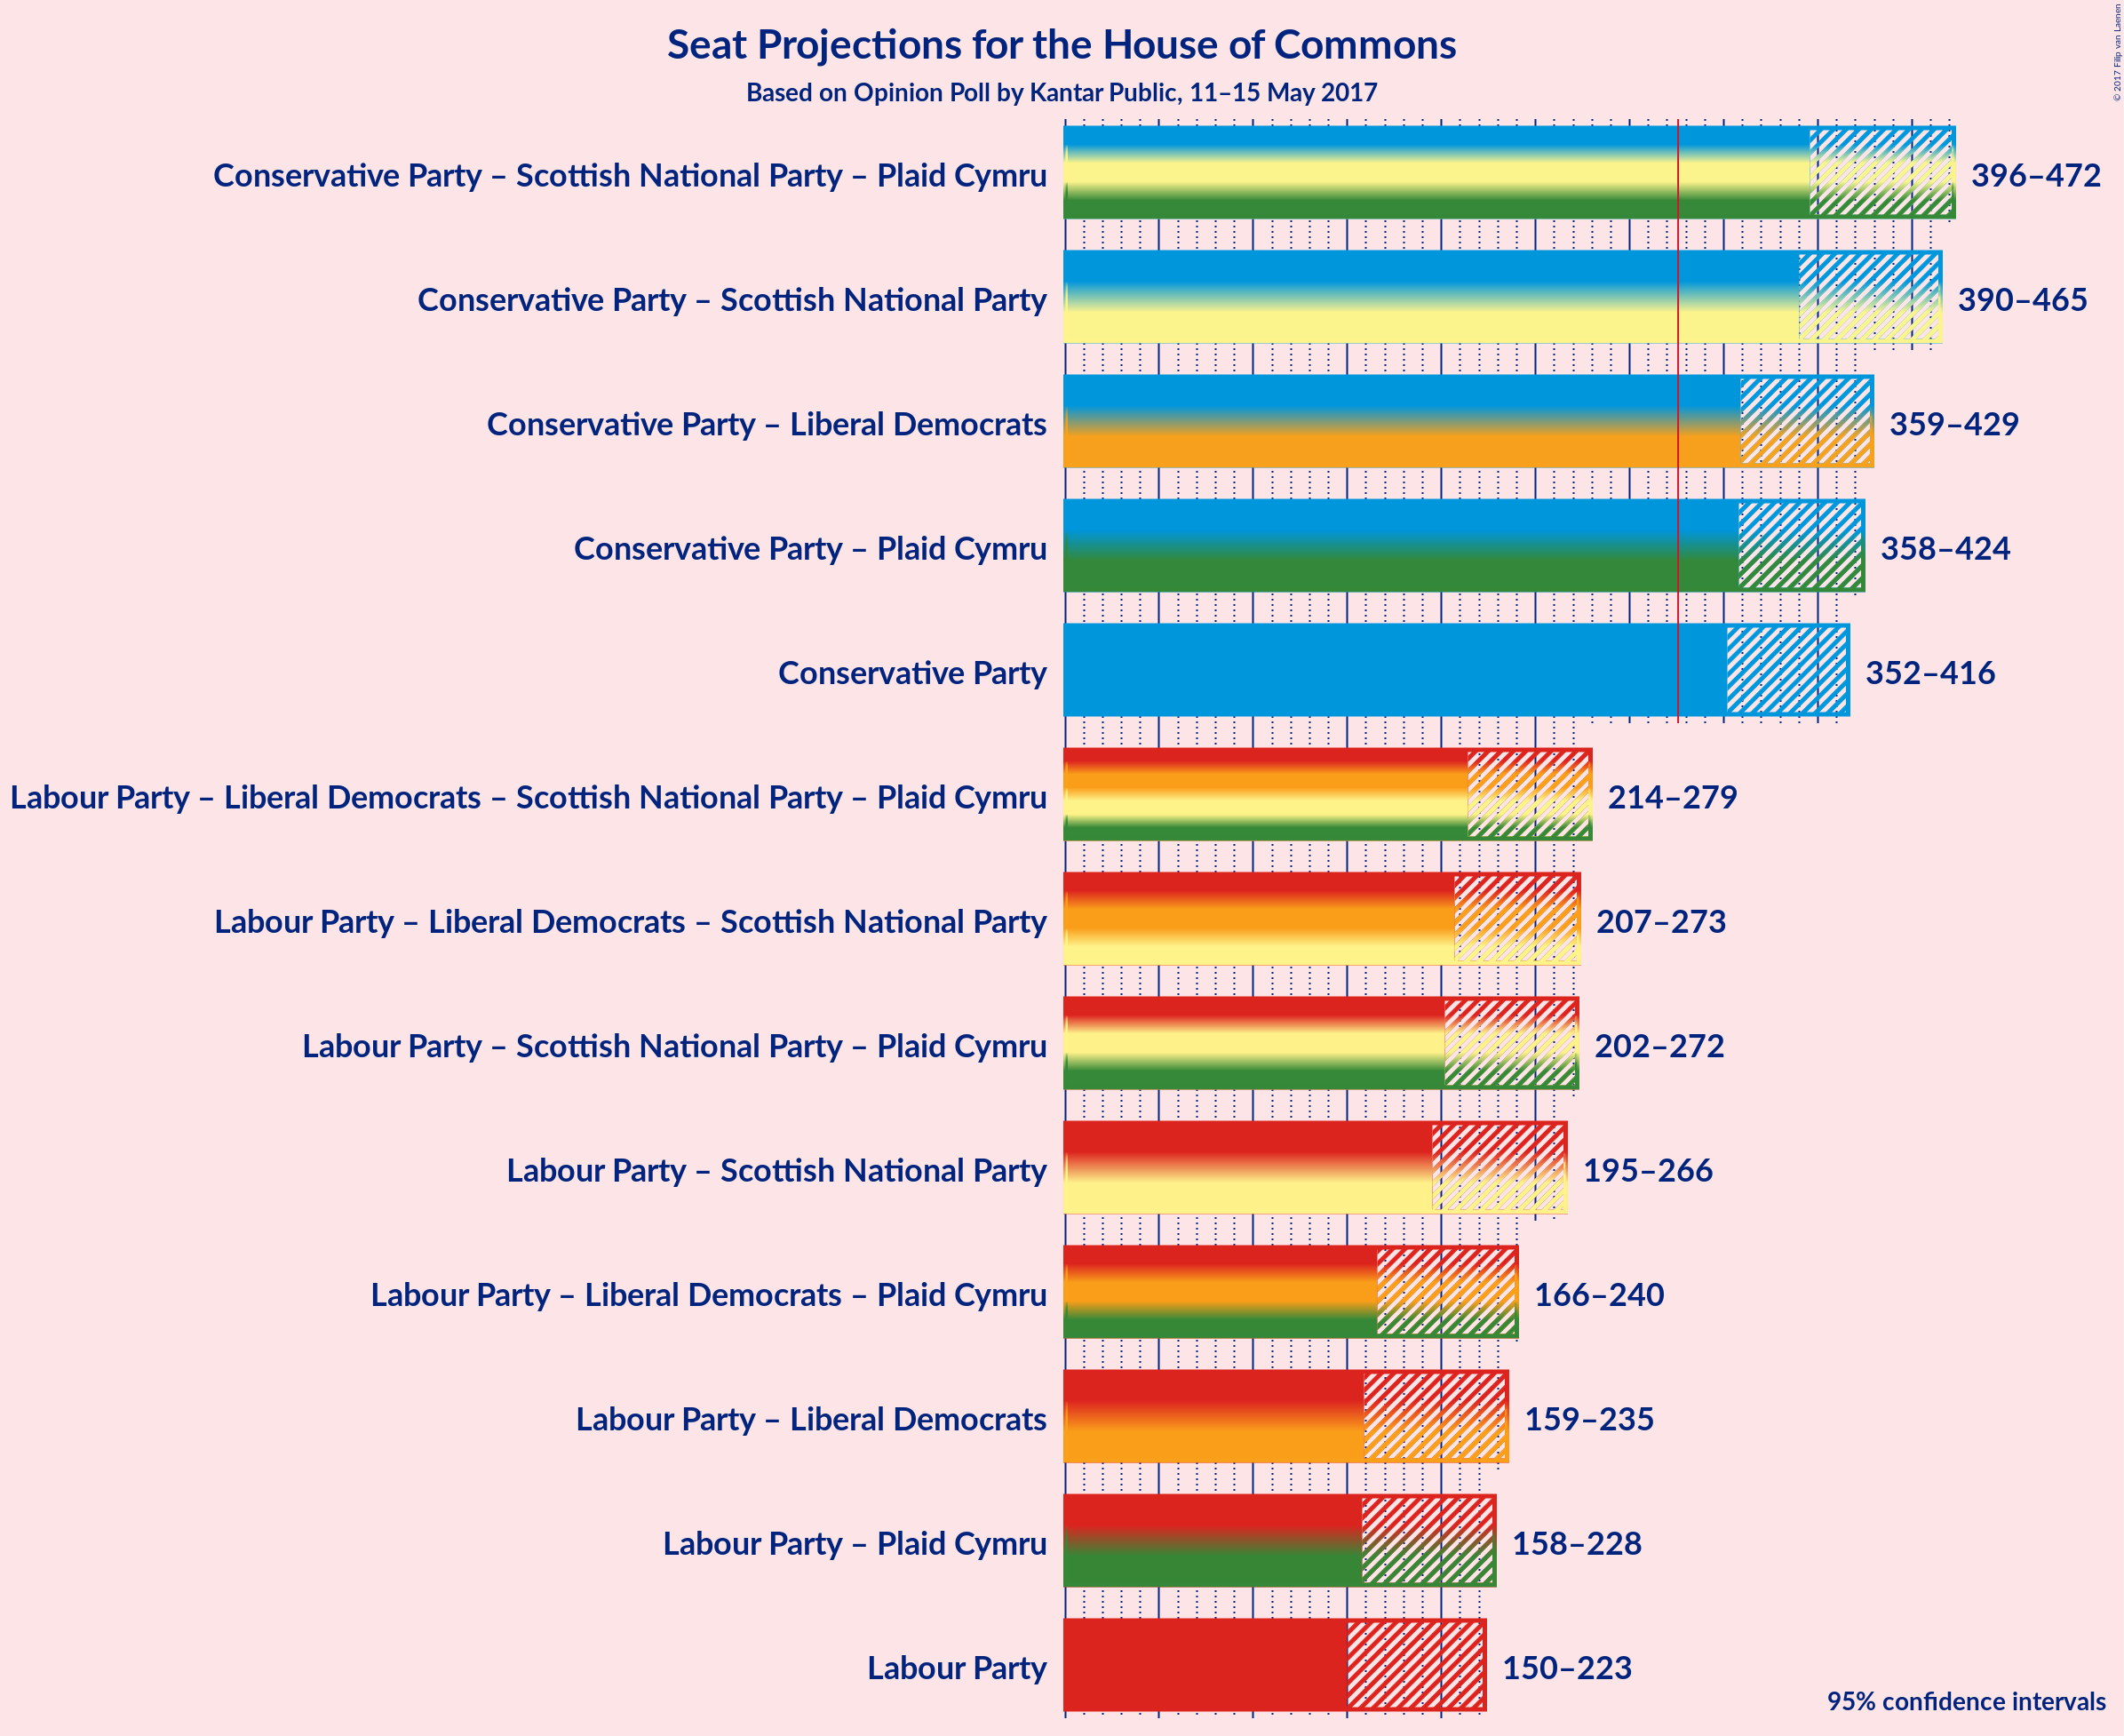 Seat Projections for the House of Commons
Based on Opinion Poll by Kantar Public, 11–15 May 2017
© 2017 Filip van Laenen
Conservative Party – Scottish National Party – Plaid Cymru 396–472
Conservative Party – Scottish National Party 390–465
Conservative Party – Liberal Democrats 359–429
Conservative Party – Plaid Cymru 358–424
Conservative Party 352–416
Labour Party – Liberal Democrats – Scottish National Party – Plaid Cymru 214–279
Labour Party – Liberal Democrats – Scottish National Party 207–273
Labour Party – Scottish National Party – Plaid Cymru 202–272
Labour Party – Scottish National Party 195–266
Labour Party – Liberal Democrats – Plaid Cymru 166–240
Labour Party – Liberal Democrats 159–235
Labour Party – Plaid Cymru 158–228
Labour Party 150–223
95% confidence intervals